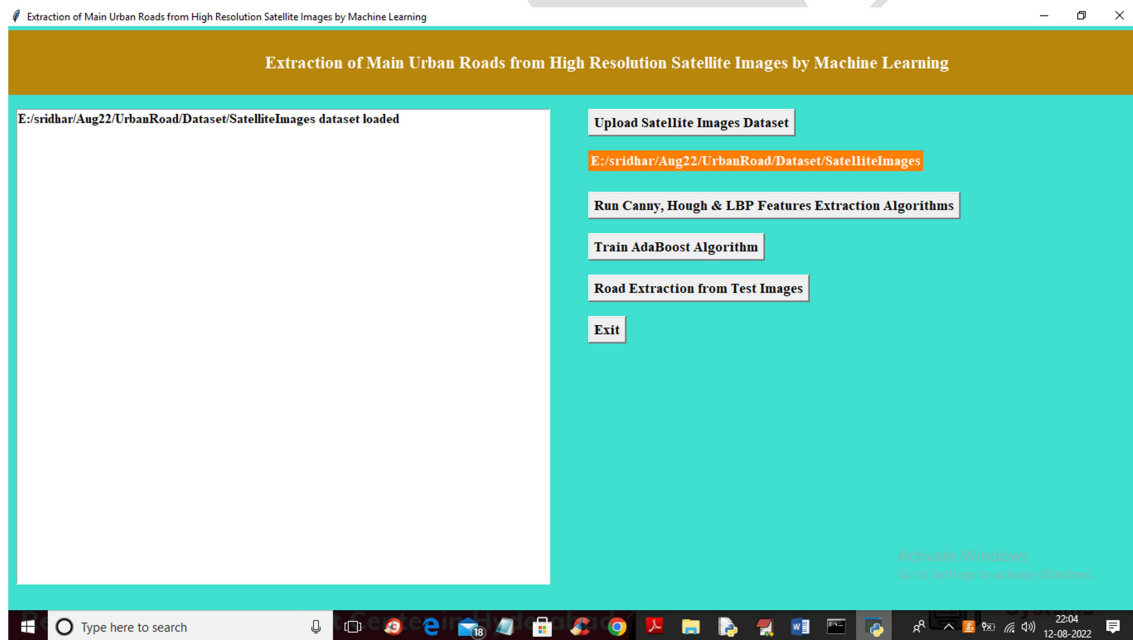 Extraction of Main Urban Roads from High Resolution Satellite Images by Machine Learning
Extraction of Main Urban Roads from High Resolution Satellite Images by Machine Learning
E:/sridhar/Aug22/UrbanRoad/Dataset/SatelliteImages dataset loaded
Upload Satellite Images Dataset
E:/sridhar/Aug22/UrbanRoad/Dataset/SatelliteImages
Run Canny, Hough & LBP Features Extraction Algorithms
Train AdaBoost Algorithm
Road Extraction from Test Images
Exit
Activate Windows
Go to Settings to activate Windows.
Type here to search
18
22:04
12-08-2022